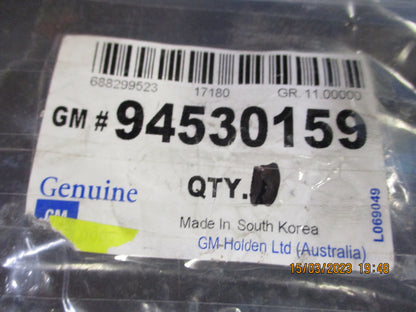 688299523 17180 GR. 11.00000
GM # 94530159
Genuine QTY.
GM
Made In South Korea
GM-Holden Ltd (Australia)
L069049
15/03/2023 13:48